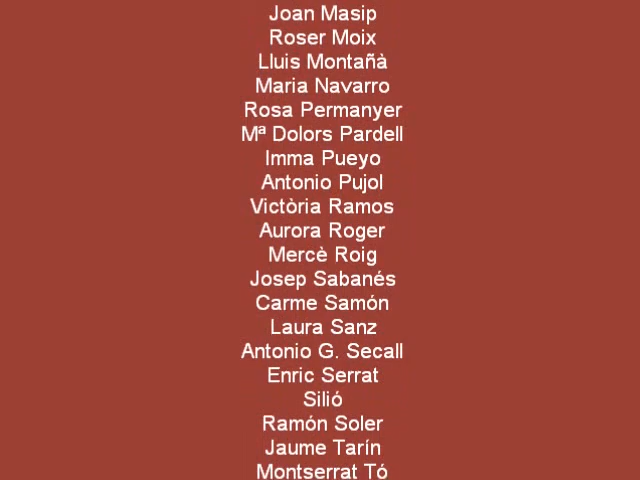 Joan Masip
Roser Moix
Lluis Montañà
Maria Navarro
Rosa Permanyer
Mª Dolors Pardell
Imma Pueyo
Antonio Pujol
Victòria Ramos
Aurora Roger
Mercè Roig
Josep Sabanés
Carme Samón
Laura Sanz
Antonio G. Secall
Enric Serrat
Silió
Ramón Soler
Jaume Tarín
Montserrat Tó